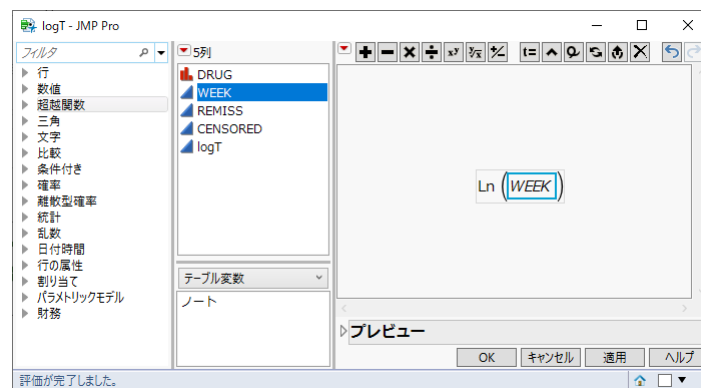 logT - JMP Pro
フィルタ
行
数値
超越関数
三角
文字
比較
条件付き
確率
離散型確率
統計
乱数
日付時間
行の属性
割り当て
パラメトリックモデル
財務
5列
DRUG
WEEK
REMISS
CENSORED
logT
テーブル変数
ノート
t=
Ln (WEEK)
プレビュー
OK キャンセル 適用 ヘルプ
評価が完了しました。